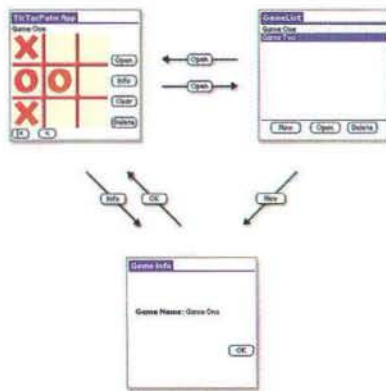 TicTacPalm App
Game One
X
O O
X
Open
Info
Clear
Delete
Open
Open
GameList
Game One
Game Two
New Open Delete
Info
OK
New
Game Info
Game Name: Game One
OK